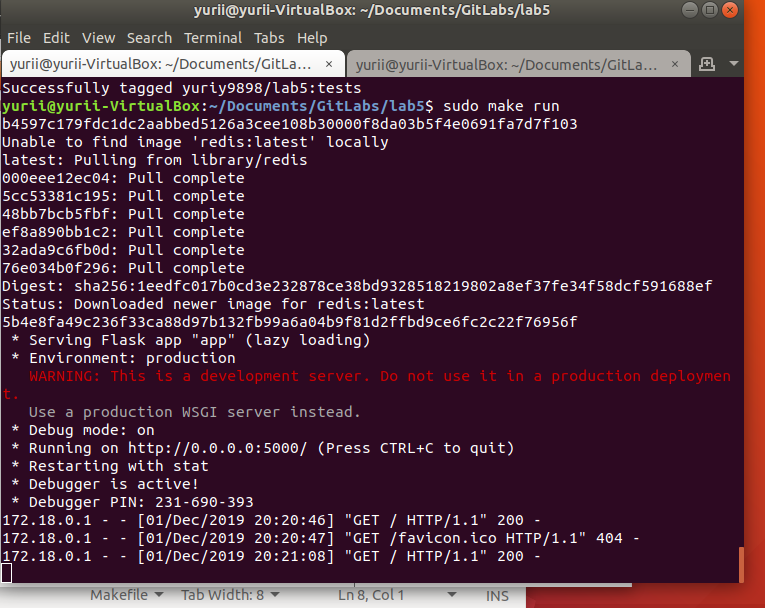 yurii@yurii-VirtualBox: ~/Documents/GitLabs/lab5
File Edit View Search Terminal Tabs Help
yurii@yurii-VirtualBox: ~/Documents/GitLa... × yurii@yurii-VirtualBox: ~/Documents/GitLa... ×
Successfully tagged yuriy9898/lab5:tests
yurii@yurii-VirtualBox:~/Documents/GitLabs/lab5$ sudo make run
b4597c179fdc1dc2aabbed5126a3cee108b30000f8da03b5f4e0691fa7d7f103
Unable to find image 'redis:latest' locally
latest: Pulling from library/redis
000eee12ec04: Pull complete
5cc53381c195: Pull complete
48bb7bcb5fbf: Pull complete
ef8a890bb1c2: Pull complete
32ada9c6fb0d: Pull complete
76e034b0f296: Pull complete
Digest: sha256:1eedfc017b0cd3e232878ce38bd9328518219802a8ef37fe34f58dcf591688ef
Status: Downloaded newer image for redis:latest
5b4e8fa49c236f33ca88d97b132fb99a6a04b9f81d2ffbd9ce6fc2c22f76956f
* Serving Flask app "app" (lazy loading)
* Environment: production
WARNING: This is a development server. Do not use it in a production deploymen
t.
Use a production WSGI server instead.
* Debug mode: on
* Running on http://0.0.0.0:5000/ (Press CTRL+C to quit)
* Restarting with stat
* Debugger is active!
* Debugger PIN: 231-690-393
172.18.0.1 - - [01/Dec/2019 20:20:46] "GET / HTTP/1.1" 200 -
172.18.0.1 - - [01/Dec/2019 20:20:47] "GET /favicon.ico HTTP/1.1" 404 -
172.18.0.1 - - [01/Dec/2019 20:21:08] "GET / HTTP/1.1" 200 -
Makefile Tab Width: 8 Ln 8, Col 1 INS